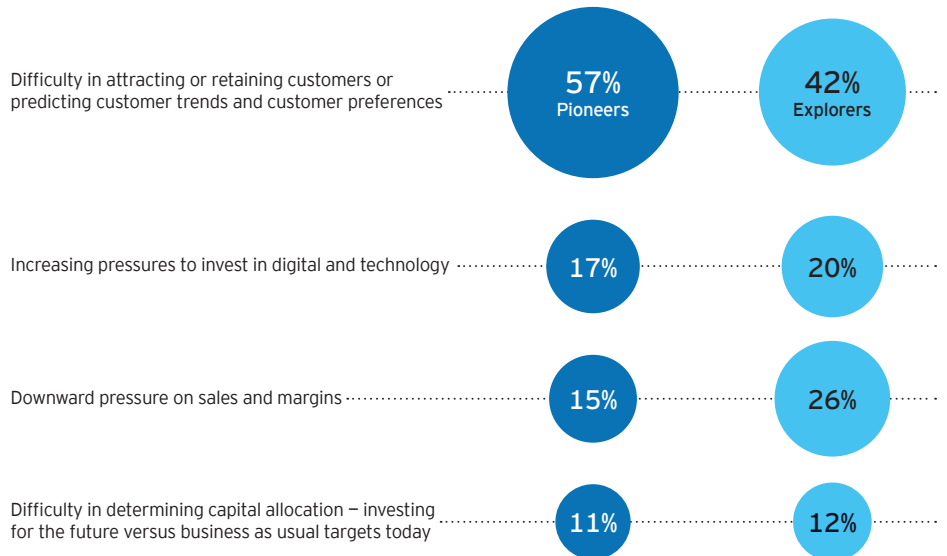 Difficulty in attracting or retaining customers or
predicting customer trends and customer preferences
57%
Pioneers
42%
Explorers
Increasing pressures to invest in digital and technology
17%
20%
Downward pressure on sales and margins
15%
26%
Difficulty in determining capital allocation – investing
for the future versus business as usual targets today
11%
12%